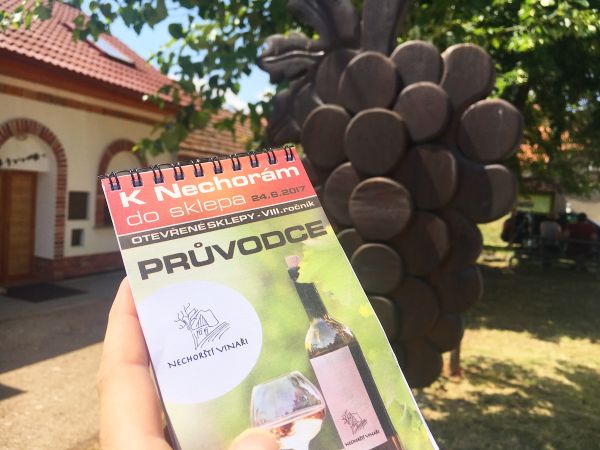 K Nechorám
do sklepa 24.6.2017
OTEVŘENÉ SKLEPY - VIII. ročník
PRŮVODCE
NECHORŠTÍ VINAŘI
NECHORŠTÍ VINAŘI